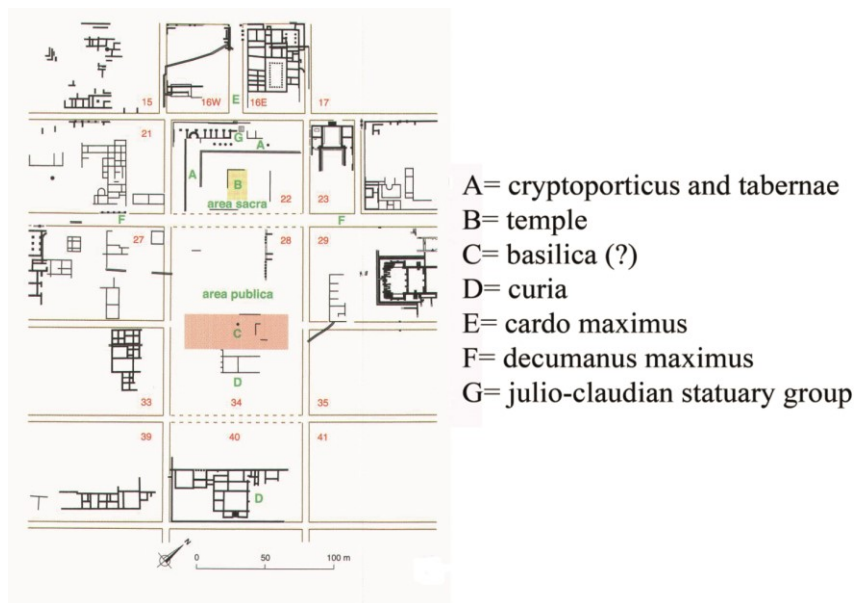 15
16W
E
16E
17
21
G
A
A
B
22
23
area sacra
F
F
27
28
29
area publica
C
D
33
34
35
39
40
41
D
N
0
50
100 m
A= cryptoporticus and tabernae
B= temple
C= basilica (?)
D= curia
E= cardo maximus
F= decumanus maximus
G= julio-claudian statuary group